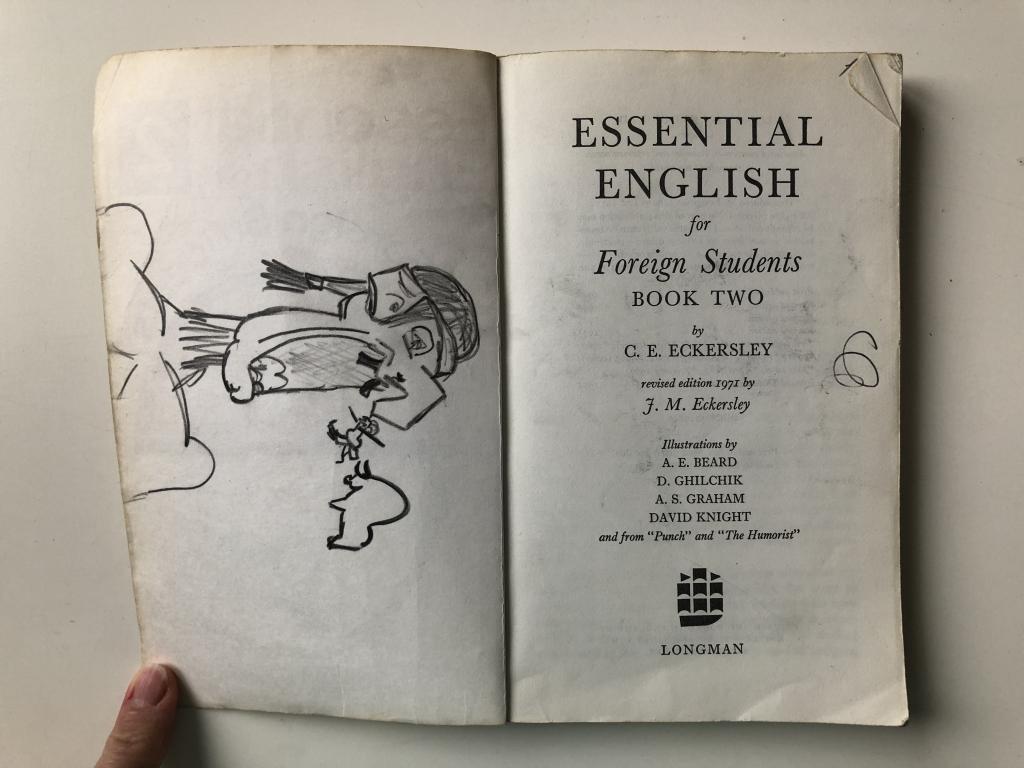 ESSENTIAL
ENGLISH
for
Foreign Students
BOOK TWO
by
C. E. ECKERSLEY
revised edition 1971 by
J. M. Eckersley
Illustrations by
A. E. BEARD
D. GHILCHIK
A. S. GRAHAM
DAVID KNIGHT
and from "Punch" and "The Humorist"
LONGMAN